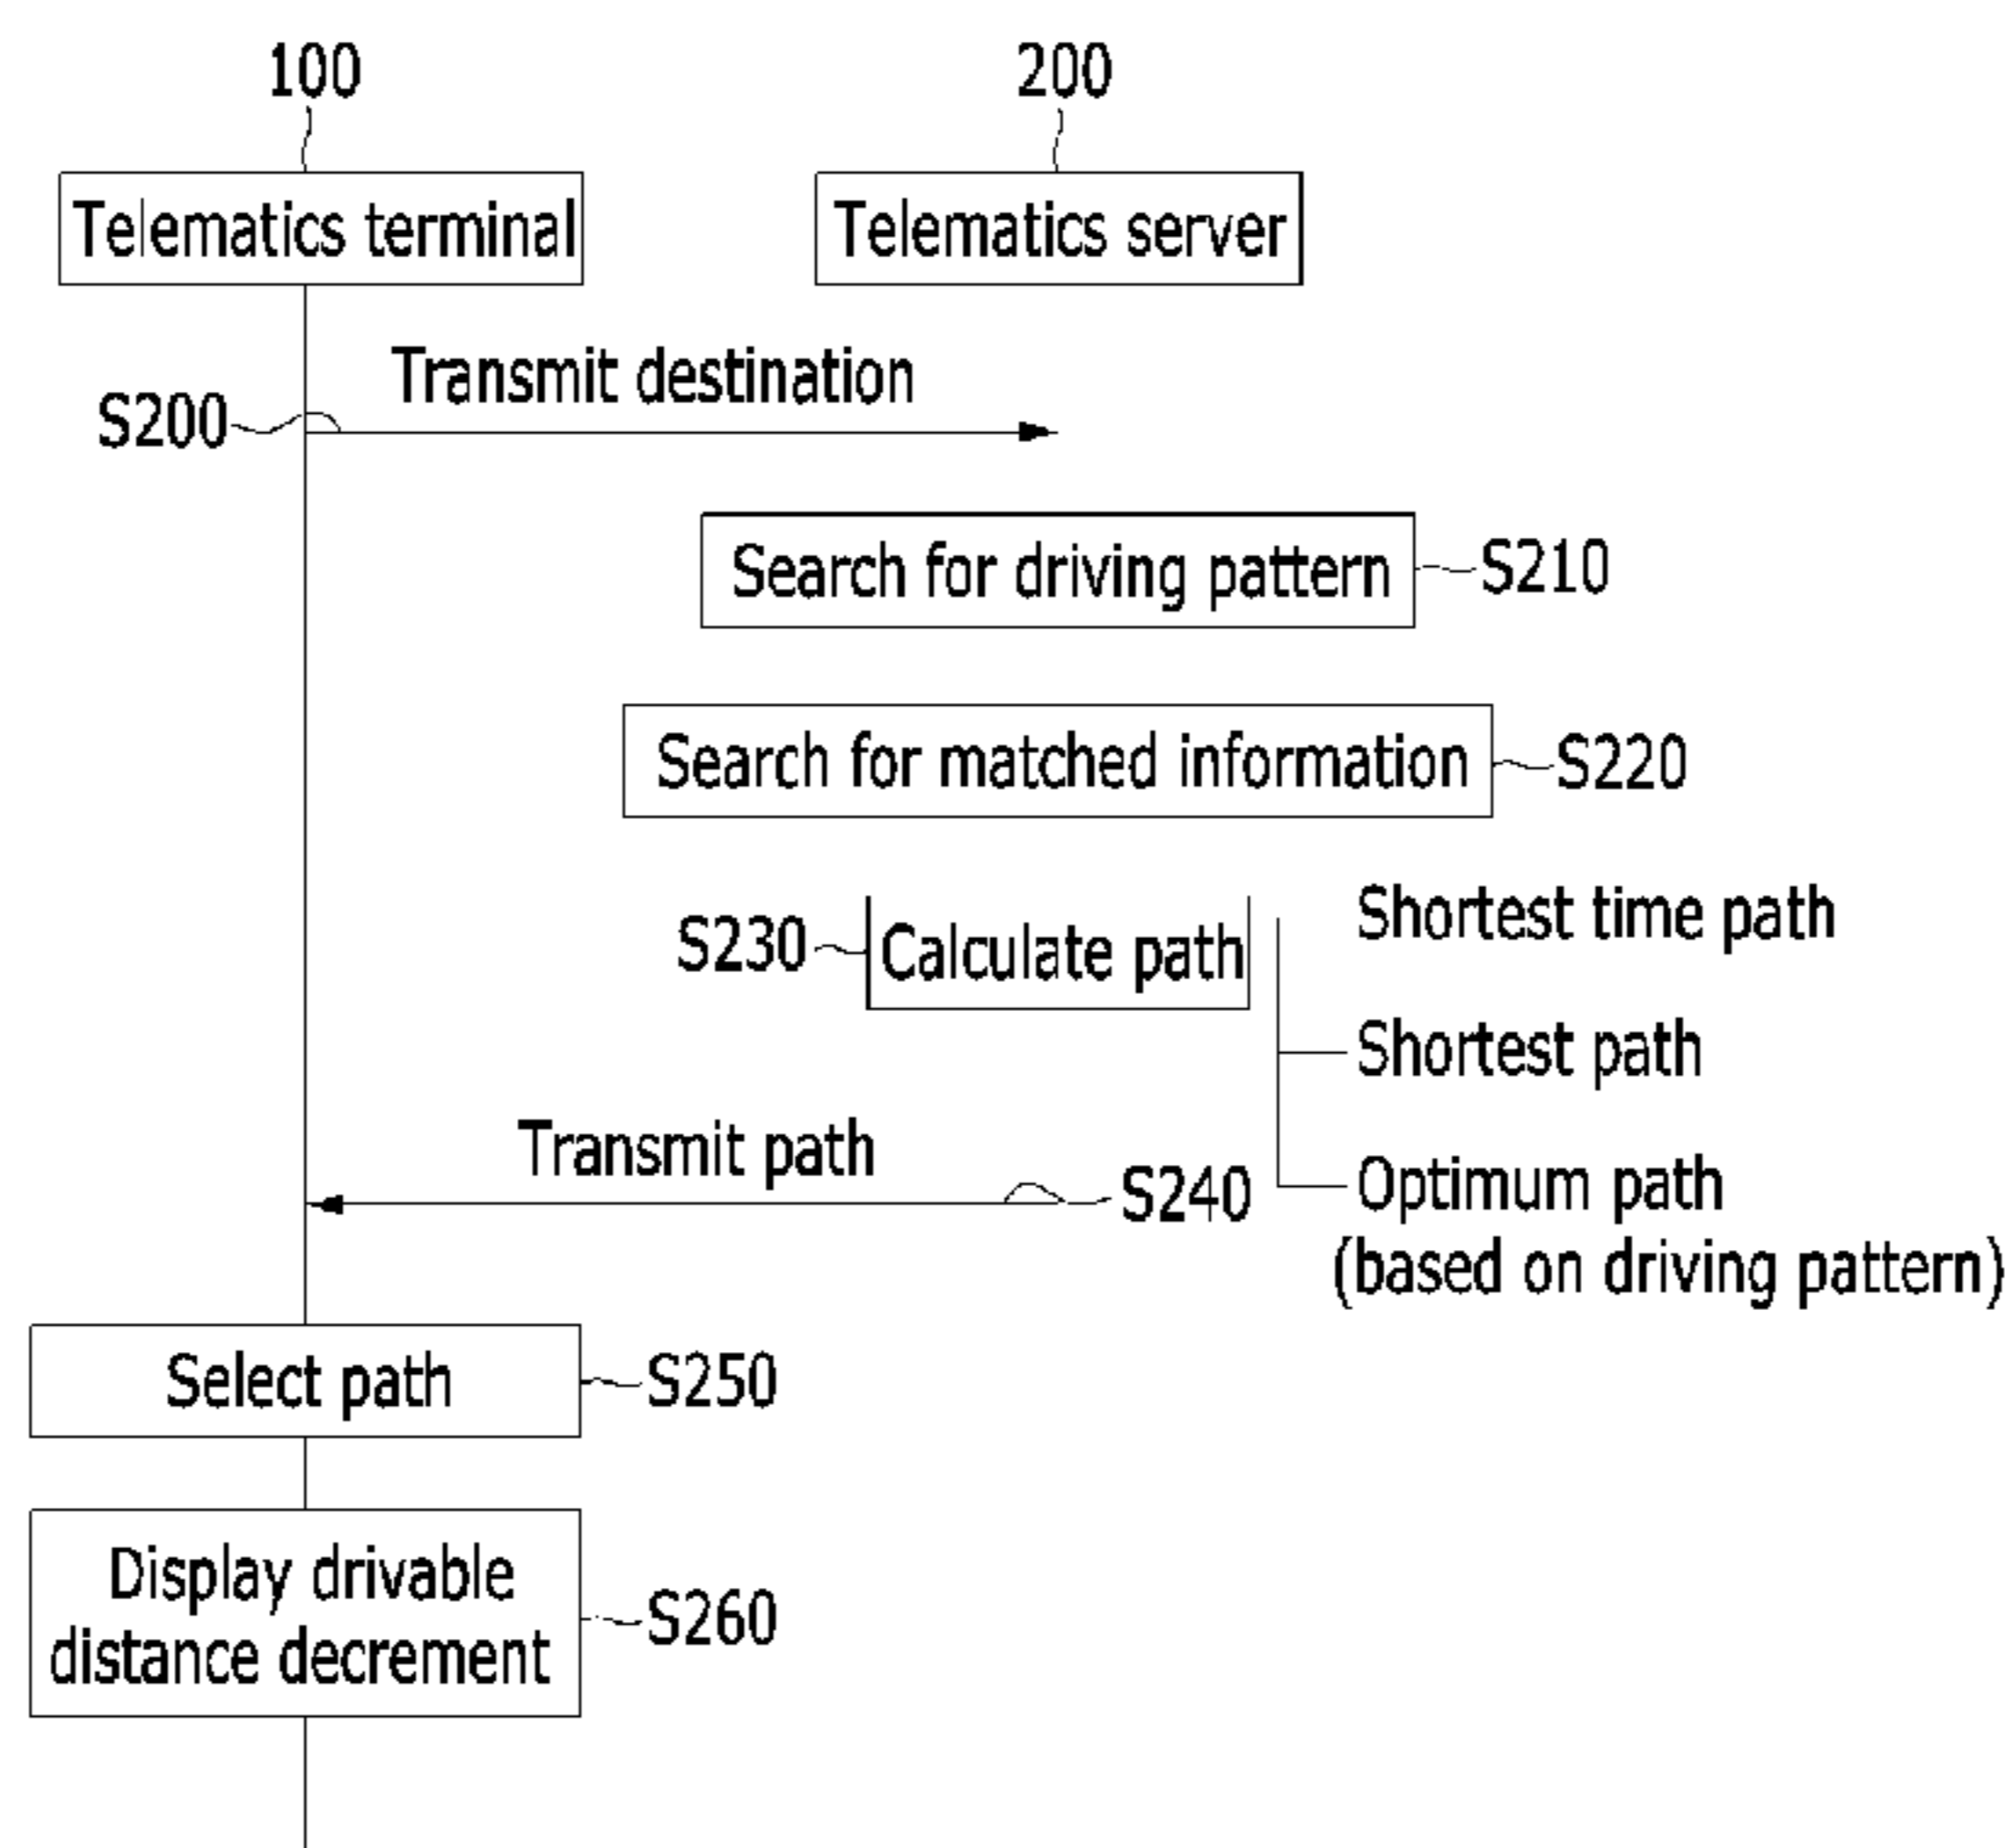 100
200
Telematics terminal
Telematics server
Transmit destination
S200
Search for driving pattern
S210
Search for matched information
S220
Shortest time path
S230
Calculate path
Shortest path
Transmit path
S240
Optimum path
(based on driving pattern)
Select path
S250
Display drivable
distance decrement
S260